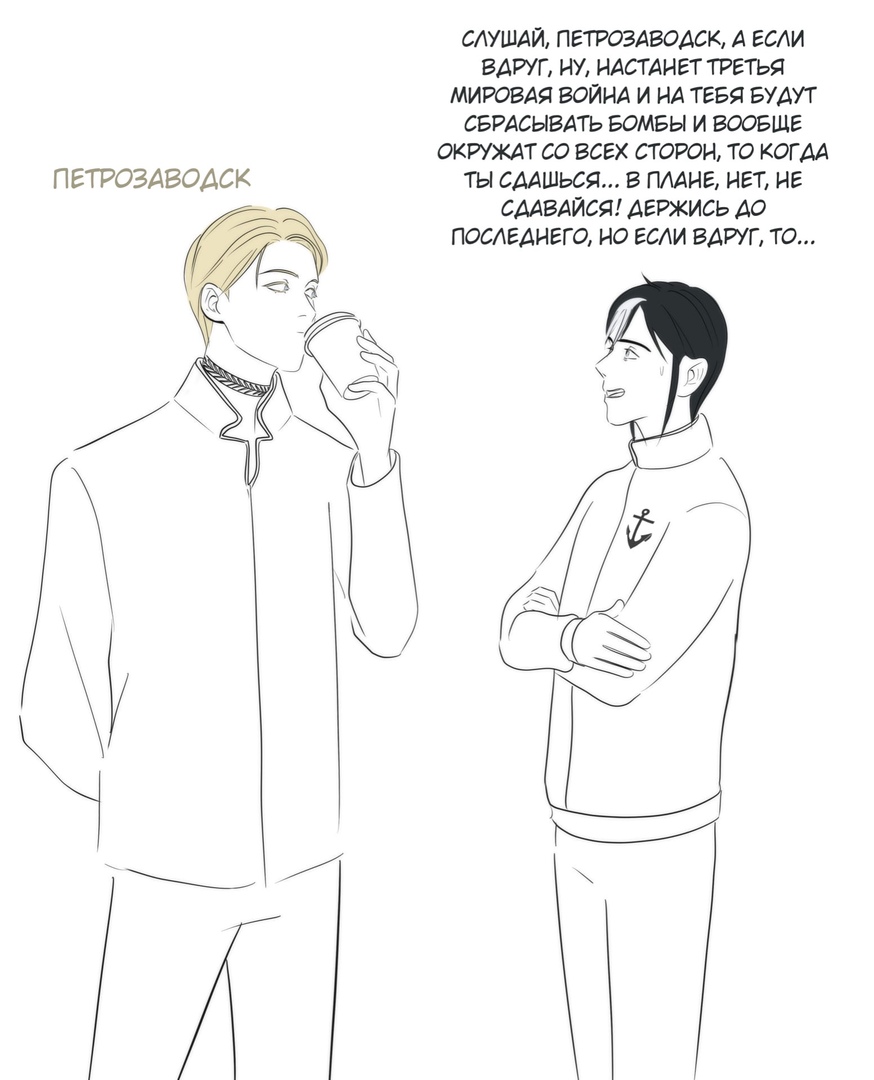 ПЕТРОЗАВОДСК
СЛУШАЙ, ПЕТРОЗАВОДСК, А ЕСЛИ
ВДРУГ, НУ, НАСТАНЕТ ТРЕТЬЯ
МИРОВАЯ ВОЙНА И НА ТЕБЯ БУДУТ
СБРАСЫВАТЬ БОМБЫ И ВООБЩЕ
ОКРУЖАТ СО ВСЕХ СТОРОН, ТО КОГДА
ТЫ СДАШЬСЯ... В ПЛАНЕ, НЕТ, НЕ
СДАВАЙСЯ! ДЕРЖИСЬ ДО
ПОСЛЕДНЕГО, НО ЕСЛИ ВДРУГ, ТО...